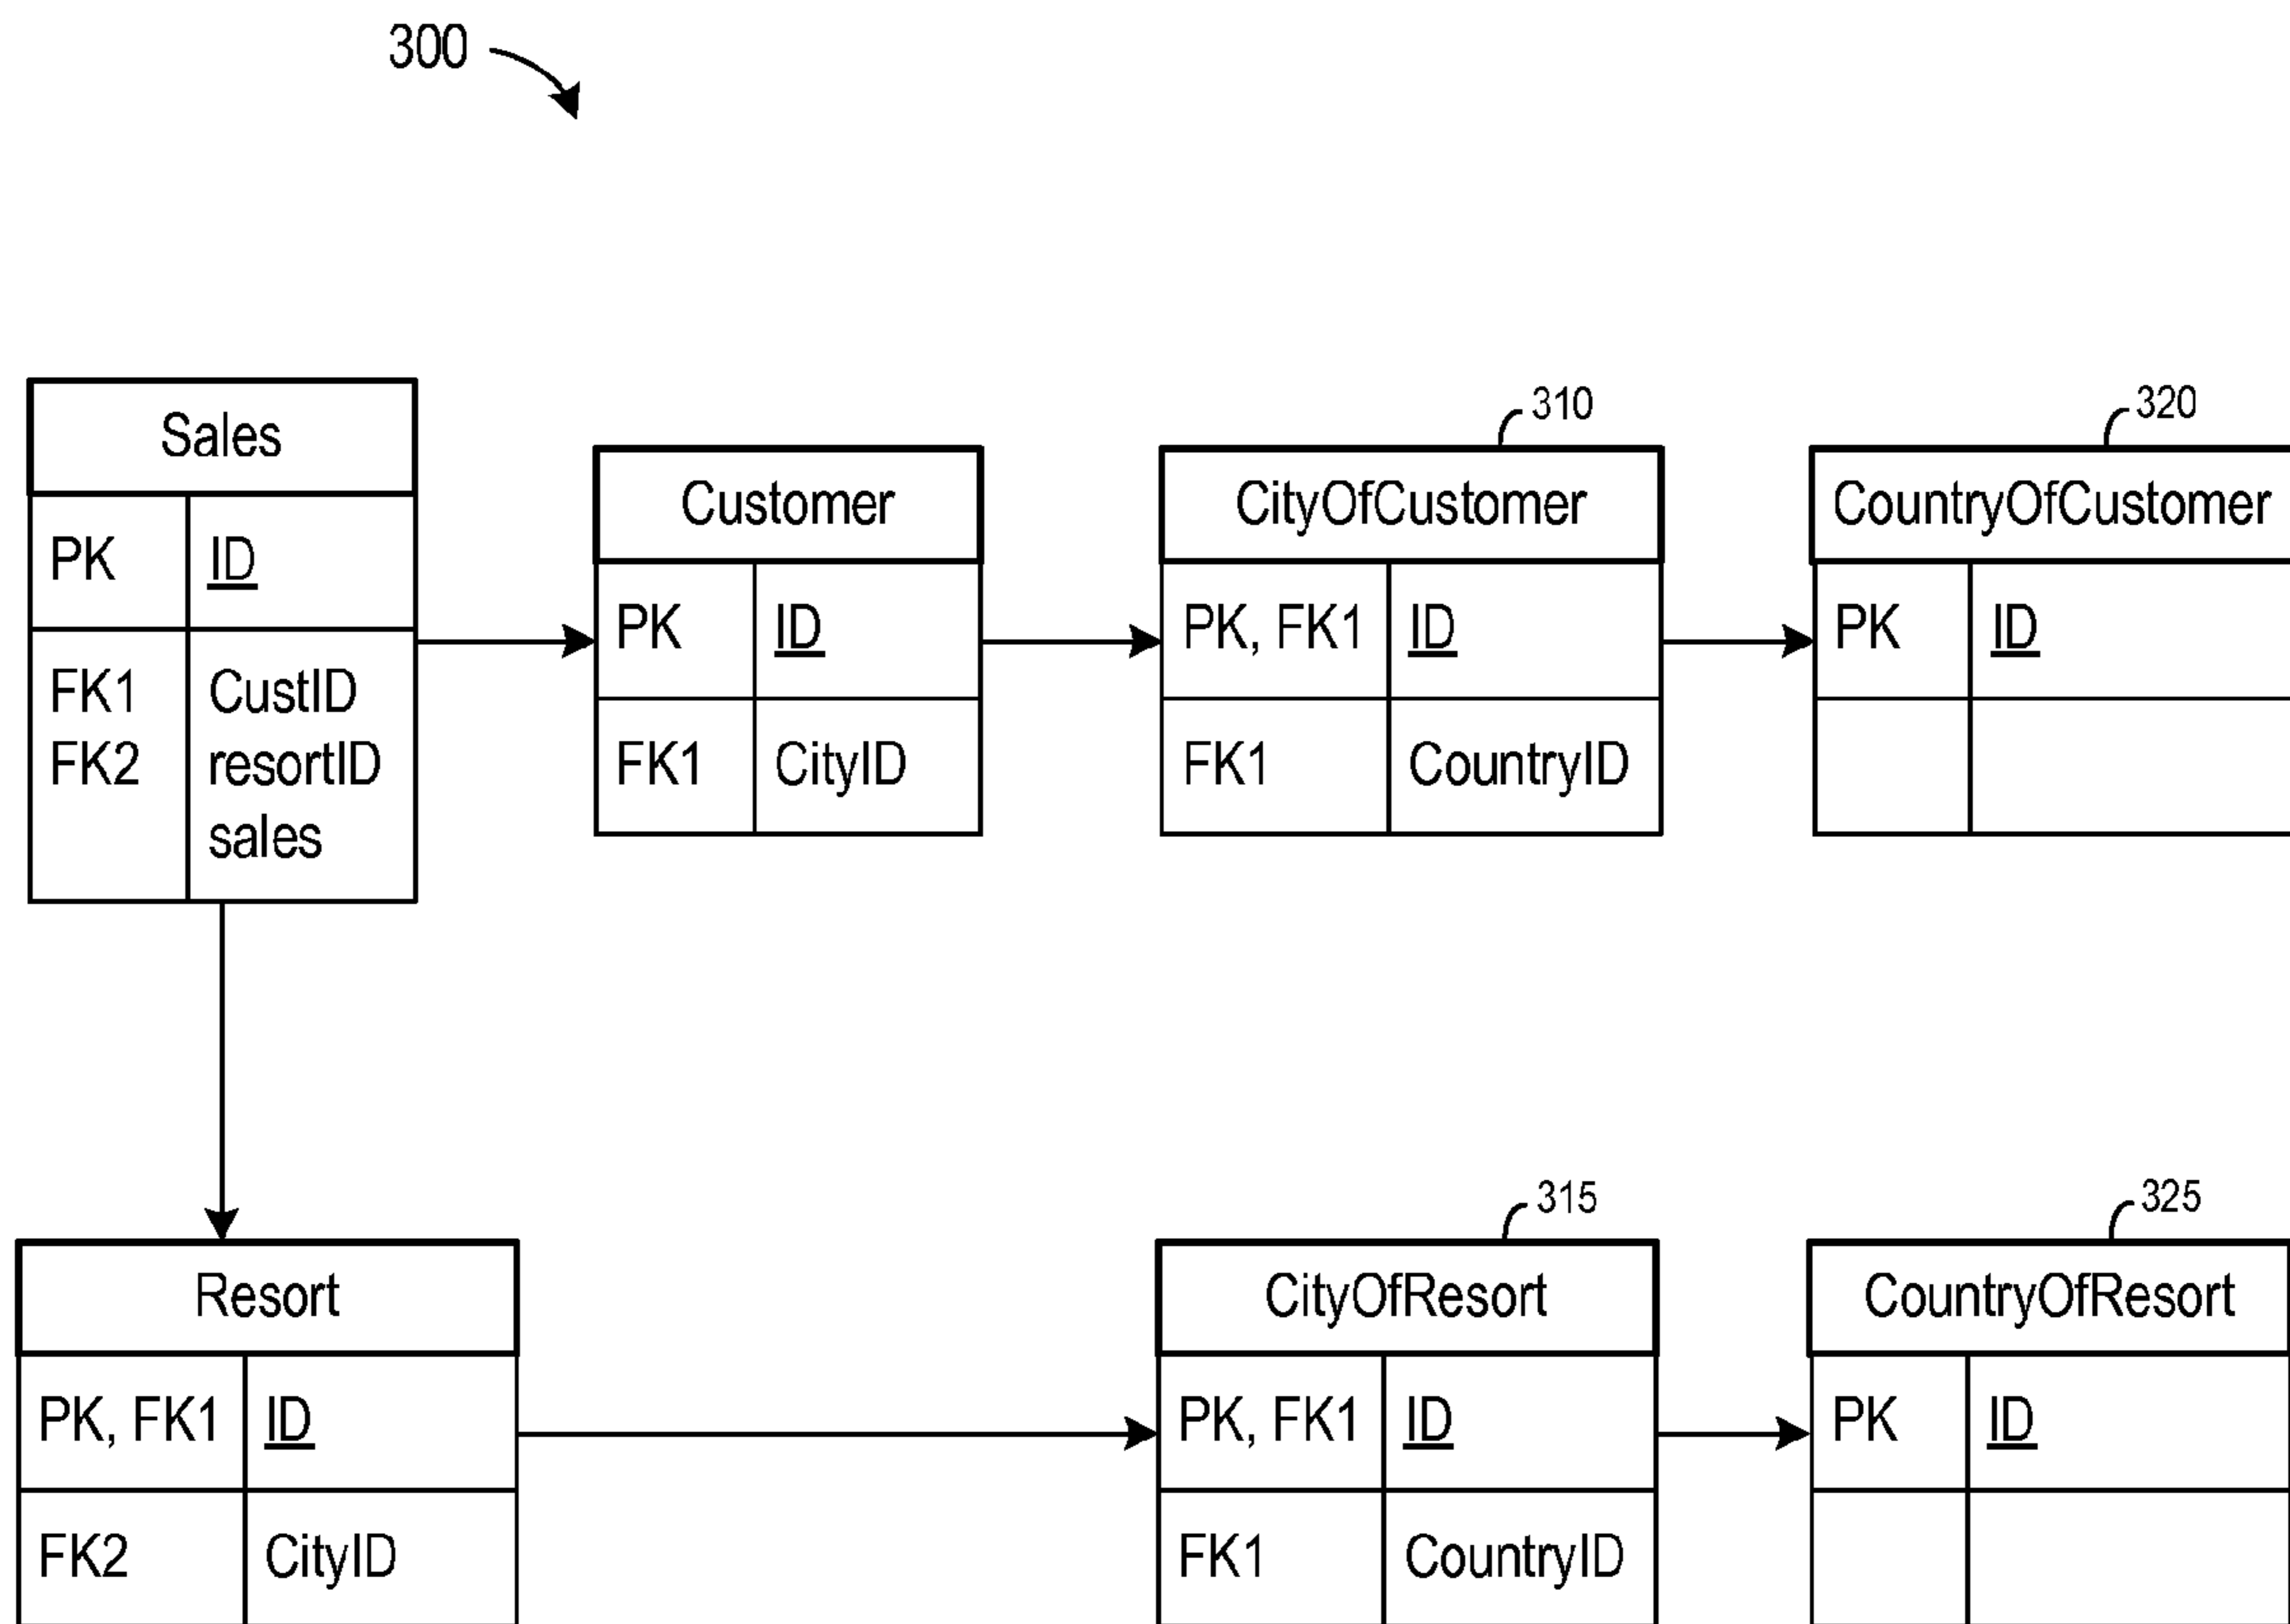 300
Sales
PK ID
FK1 CustID
FK2 resortID
sales
Customer
PK ID
FK1 CityID
310
CityOfCustomer
PK, FK1 ID
FK1 CountryID
320
CountryOfCustomer
PK ID
Resort
PK, FK1 ID
FK2 CityID
315
CityOfResort
PK, FK1 ID
FK1 CountryID
325
CountryOfResort
PK ID